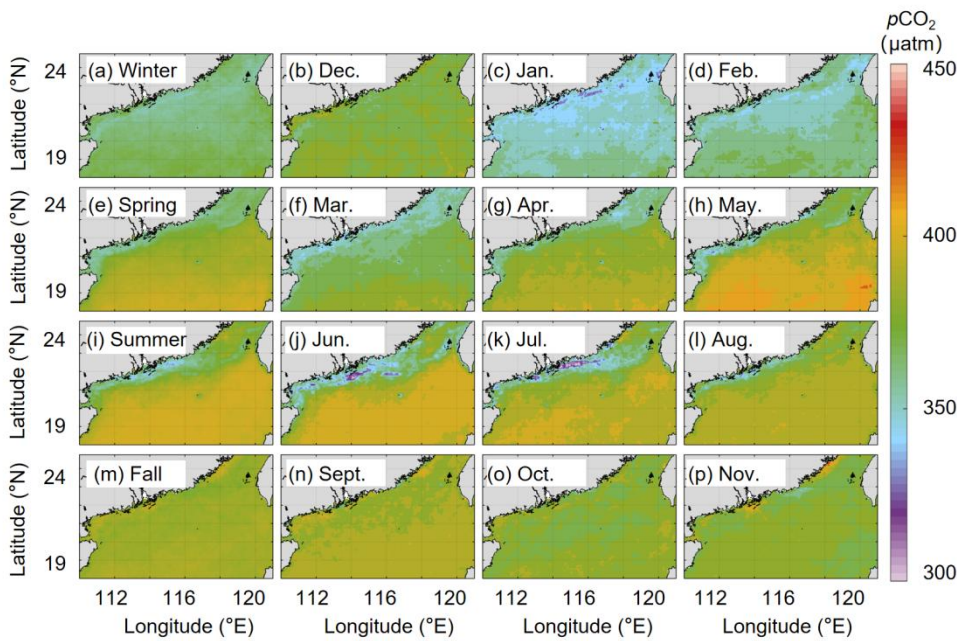 pCO₂
(µatm)
Latitude (°N)
24
19
(a) Winter
(b) Dec.
(c) Jan.
(d) Feb.
450
Latitude (°N)
24
19
(e) Spring
(f) Mar.
(g) Apr.
(h) May.
400
Latitude (°N)
24
19
(i) Summer
(j) Jun.
(k) Jul.
(l) Aug.
350
Latitude (°N)
24
19
(m) Fall
(n) Sept.
(o) Oct.
(p) Nov.
300
112 116 120
112 116 120
112 116 120
112 116 120
Longitude (°E)
Longitude (°E)
Longitude (°E)
Longitude (°E)